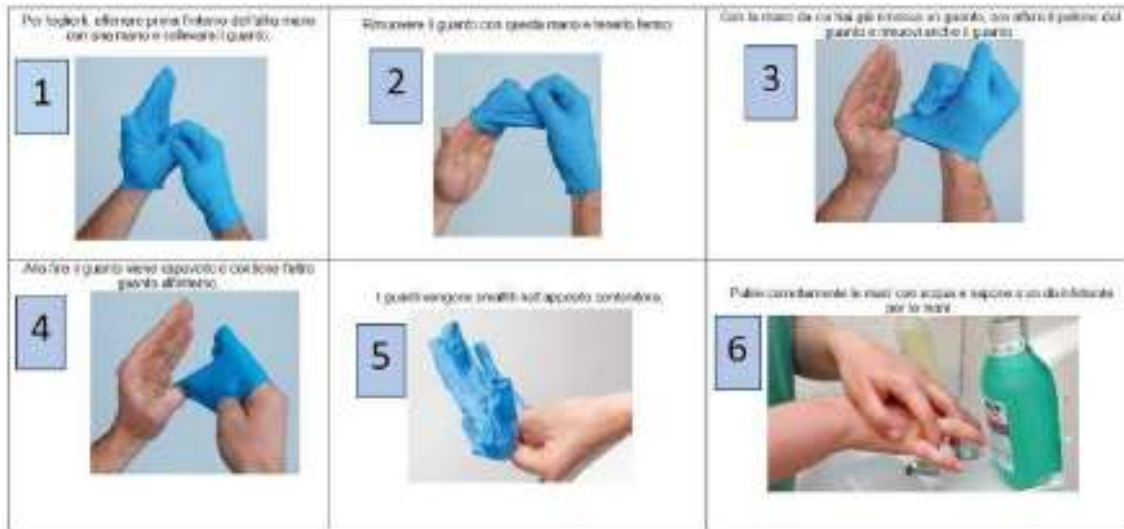 Per toglierli, afferrare prima l'interno dell'altra mano
con una mano e sollevare il guanto.
1
Rimuovere il guanto con questa mano e tenerlo fermo.
2
Con la mano da cui hai già rimosso un guanto, ora afferra il polsino del
guanto e rimuovi anche il guanto.
3
Alla fine il guanto viene capovolto e contiene l'altro
guanto all'interno.
4
I guanti vengono smaltiti nell'apposito contenitore.
5
Pulire correttamente le mani con acqua e sapone o un disinfettante
per le mani
6